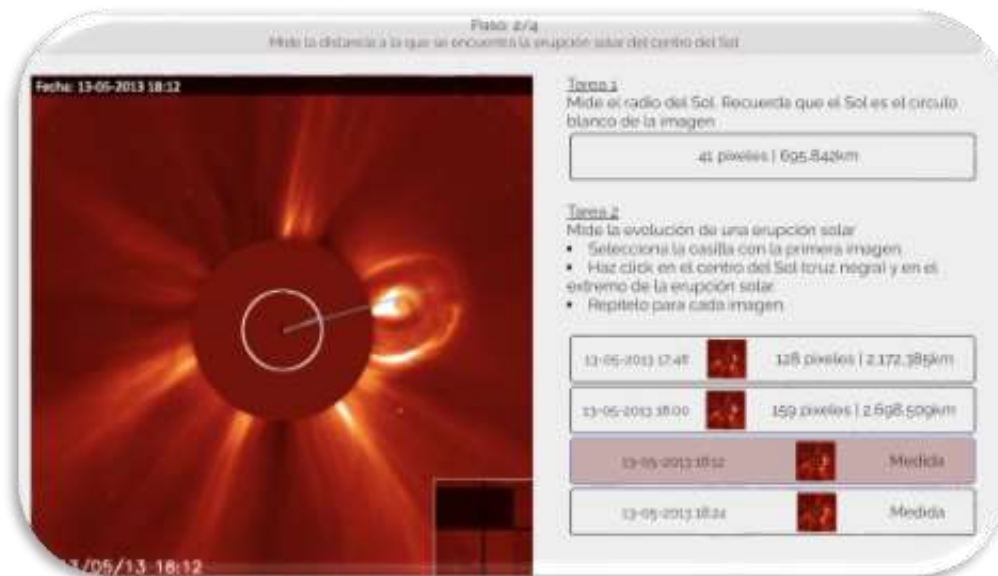 Paso: 2/4
Mide la distancia a la que se encuentra la erupción solar del centro del Sol
Fecha: 13-05-2013 18:12
Tarea 1
Mide el radio del Sol. Recuerda que el Sol es el círculo
blanco de la imagen
41 píxeles | 695.842km
Tarea 2
Mide la evolución de una erupción solar
• Selecciona la casilla con la primera imagen
• Haz click en el centro del Sol (cruz negra) y en el
extremo de la erupción solar.
• Repítelo para cada imagen
13-05-2013 17:48 128 píxeles | 2.172.385km
13-05-2013 18:00 159 píxeles | 2.698.509km
13-05-2013 18:12 Medida
13-05-2013 18:24 Medida
/05/13 18:12